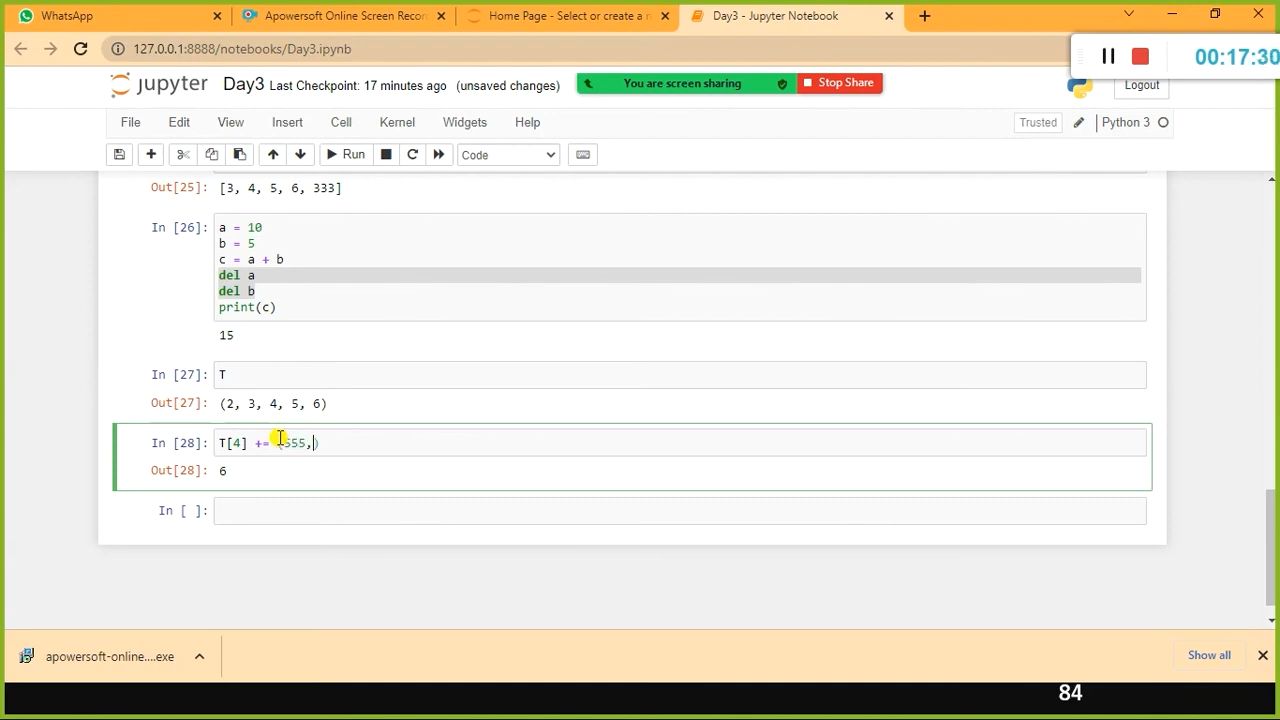 WhatsApp
Apowersoft Online Screen Recor
Home Page - Select or create a n
Day3 - Jupyter Notebook
127.0.0.1:8888/notebooks/Day3.ipynb
00:17:30
jupyter Day3 Last Checkpoint: 17 minutes ago (unsaved changes)
You are screen sharing
Stop Share
Logout
File Edit View Insert Cell Kernel Widgets Help
Trusted
Python 3
Run
Code
Out[25]: [3, 4, 5, 6, 333]
In [26]: a = 10
b = 5
c = a + b
del a
del b
print(c)
15
In [27]: T
Out[27]: (2, 3, 4, 5, 6)
In [28]: T[4] += (555,)
Out[28]: 6
In [ ]:
apowersoft-online....exe
Show all
84